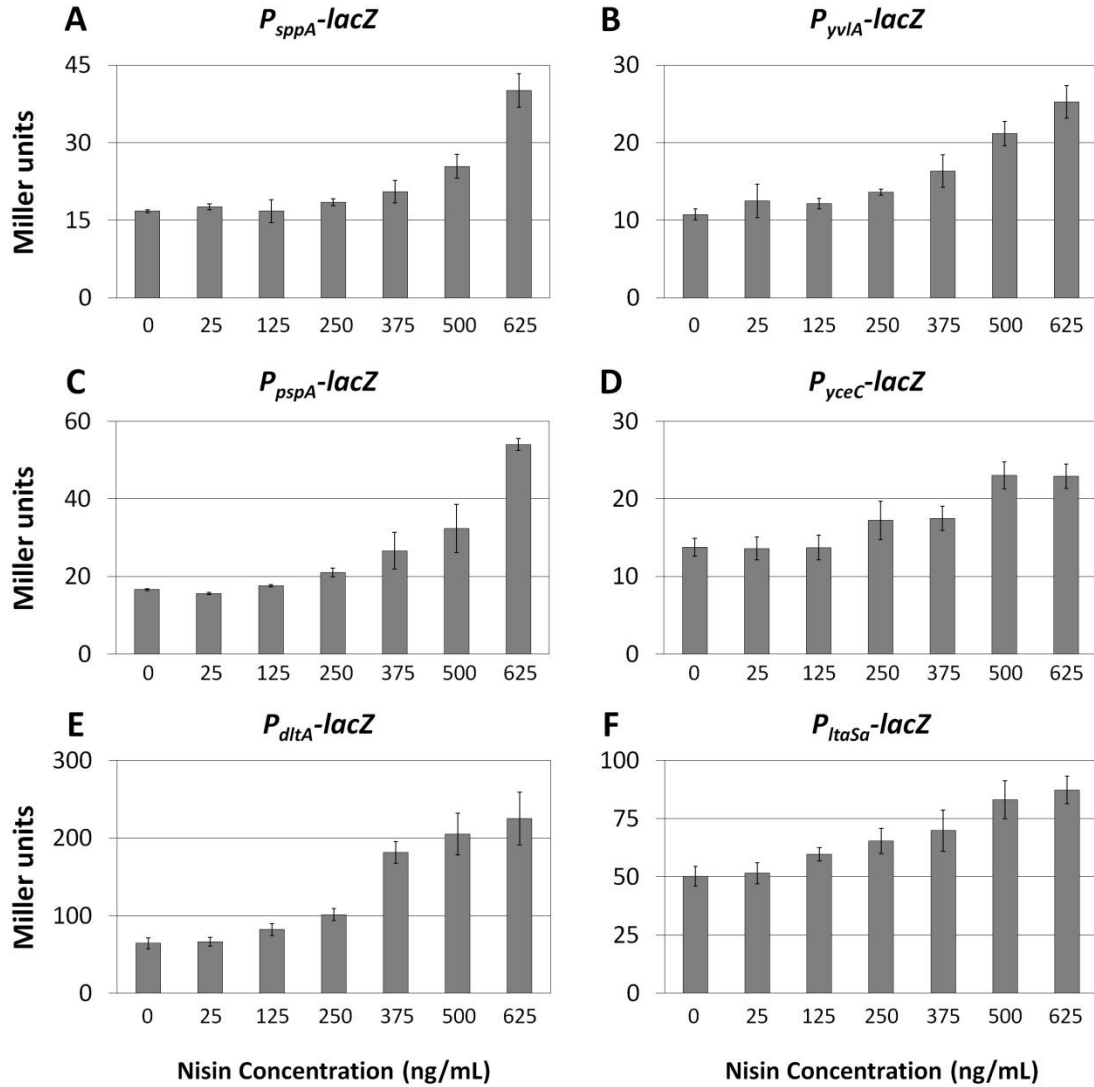 A P_sppA-lacZ
Miller units
45
30
15
0
0 25 125 250 375 500 625
B P_yvlA-lacZ
30
20
10
0
0 25 125 250 375 500 625
C P_pspA-lacZ
Miller units
60
40
20
0
0 25 125 250 375 500 625
D P_yceC-lacZ
30
20
10
0
0 25 125 250 375 500 625
E P_dltA-lacZ
Miller units
300
200
100
0
0 25 125 250 375 500 625
Nisin Concentration (ng/mL)
F P_ltaSa-lacZ
100
75
50
25
0
0 25 125 250 375 500 625
Nisin Concentration (ng/mL)